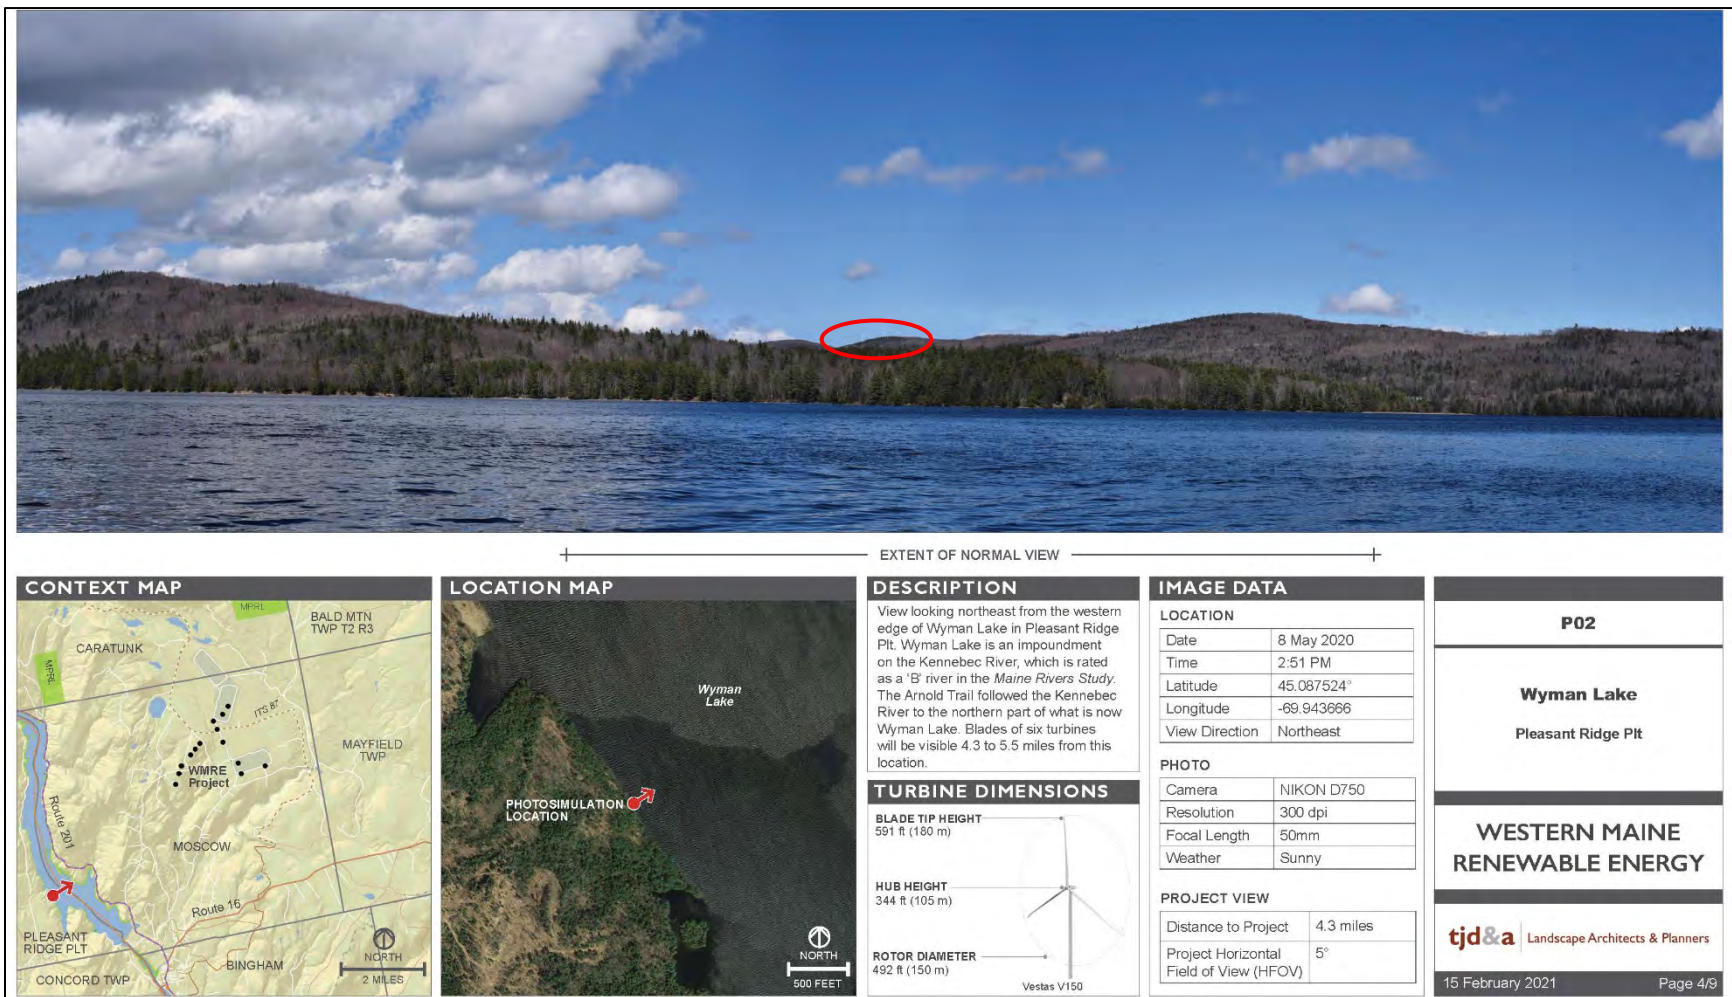 EXTENT OF NORMAL VIEW
CONTEXT MAP
MPRL
BALD MTN
TWP T2 R3
CARATUNK
MPRL
ITS 87
MAYFIELD
TWP
WMRE
Project
Route 201
MOSCOW
Route 16
PLEASANT
RIDGE PLT
BINGHAM
CONCORD TWP
NORTH
2 MILES
LOCATION MAP
Wyman
Lake
PHOTOSIMULATION
LOCATION
NORTH
500 FEET
DESCRIPTION
View looking northeast from the western
edge of Wyman Lake in Pleasant Ridge
Plt. Wyman Lake is an impoundment
on the Kennebec River, which is rated
as a 'B' river in the Maine Rivers Study.
The Arnold Trail followed the Kennebec
River to the northern part of what is now
Wyman Lake. Blades of six turbines
will be visible 4.3 to 5.5 miles from this
location.
TURBINE DIMENSIONS
BLADE TIP HEIGHT
591 ft (180 m)
HUB HEIGHT
344 ft (105 m)
ROTOR DIAMETER
492 ft (150 m)
Vestas V150
IMAGE DATA
LOCATION
Date 8 May 2020
Time 2:51 PM
Latitude 45.087524°
Longitude -69.943666
View Direction Northeast
PHOTO
Camera NIKON D750
Resolution 300 dpi
Focal Length 50mm
Weather Sunny
PROJECT VIEW
Distance to Project 4.3 miles
Project Horizontal 5°
Field of View (HFOV)
P02
Wyman Lake
Pleasant Ridge Plt
WESTERN MAINE
RENEWABLE ENERGY
tjd&a Landscape Architects & Planners
15 February 2021 Page 4/9